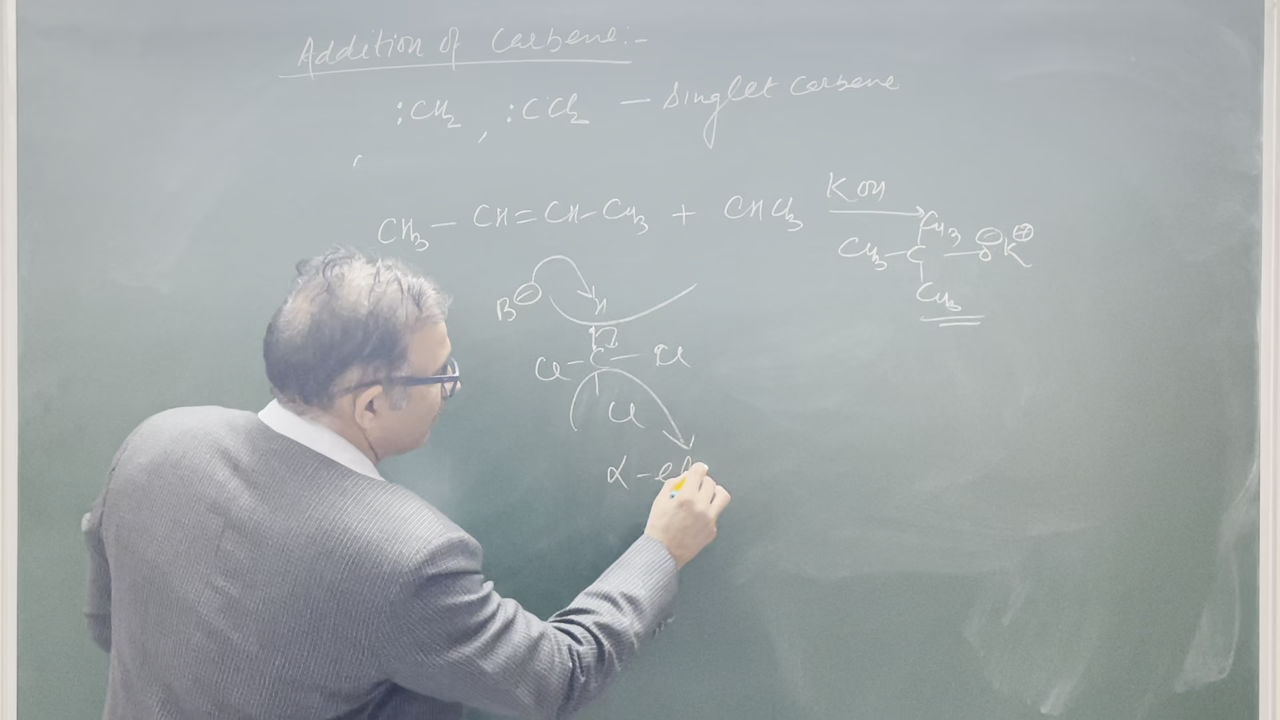 Addition of Carbene:-
:CH2 , :CCl2 — Singlet Carbene
CH3 — CH=CH-CH3 + CHCl3 KOH
CH3
CH3-C — O⊖K⊕
CH3
B⊖ H
Cl-C-Cl
Cl
α-el